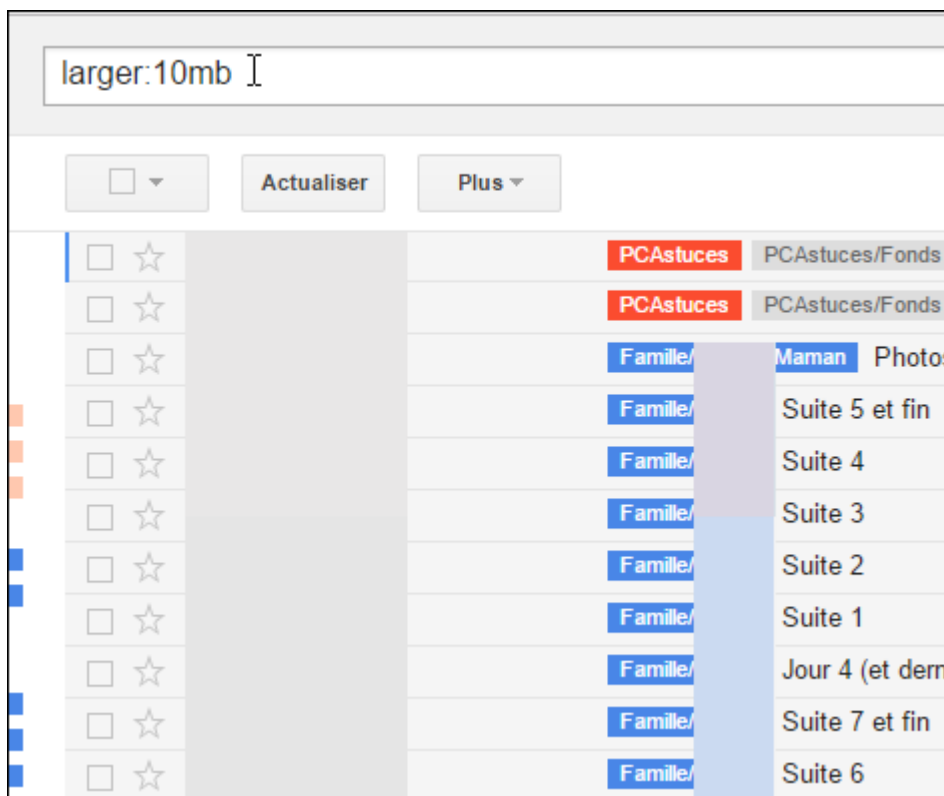 larger:10mb
Actualiser Plus
PCAstuces PCAstuces/Fonds
PCAstuces PCAstuces/Fonds
Famille/ Maman Photos
Famille/ Suite 5 et fin
Famille/ Suite 4
Famille/ Suite 3
Famille/ Suite 2
Famille/ Suite 1
Famille/ Jour 4 (et dern
Famille/ Suite 7 et fin
Famille/ Suite 6